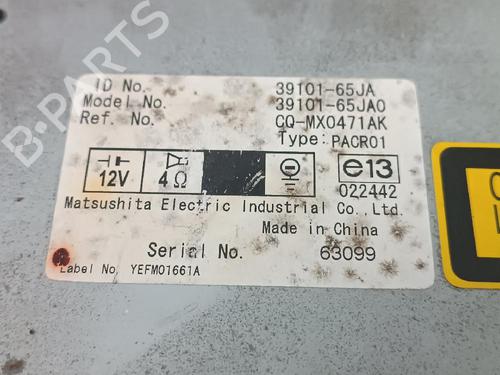 B-PARTS
ID No. 39101-65JA
Model No. 39101-65JA0
Ref. No. CQ-MX0471AK
Type: PACR01
12V 4Ω e13
022442
Matsushita Electric Industrial Co., Ltd.
Made in China
Serial No. 63099
Label No. YEFM01661A